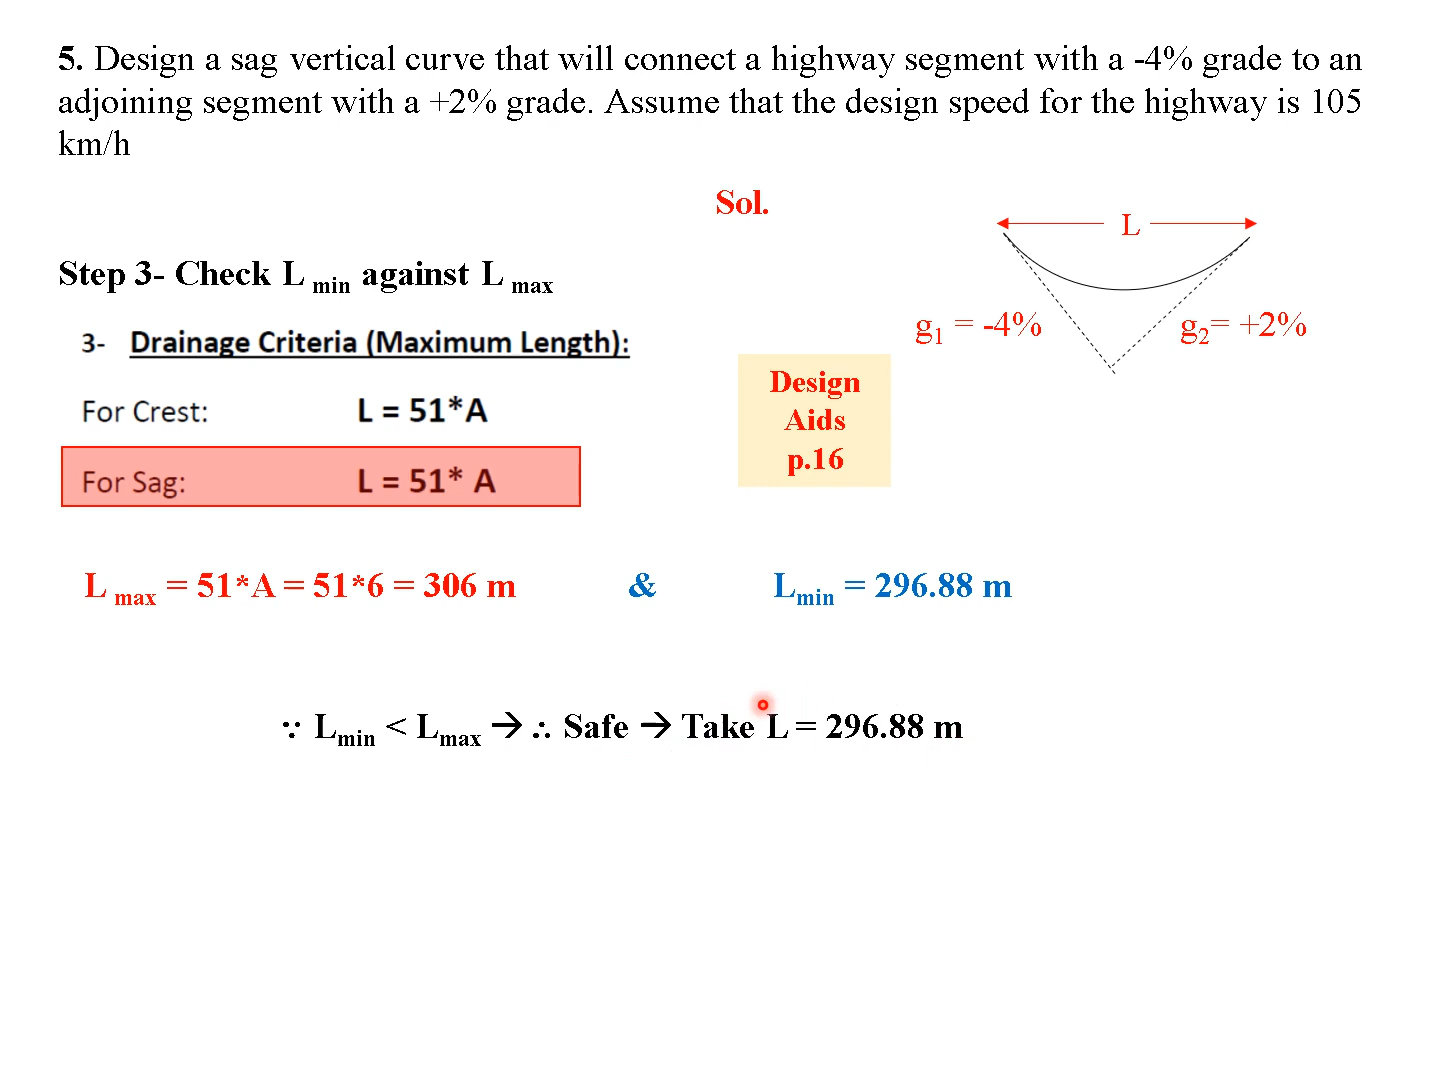 5. Design a sag vertical curve that will connect a highway segment with a -4% grade to an
adjoining segment with a +2% grade. Assume that the design speed for the highway is 105
km/h
Sol.
L
Step 3- Check L min against L max
g1 = -4%
g2= +2%
3- Drainage Criteria (Maximum Length):
Design
Aids
p.16
For Crest: L = 51*A
For Sag: L = 51* A
L max = 51*A = 51*6 = 306 m & Lmin = 296.88 m
∵ Lmin < Lmax → ∴ Safe → Take L = 296.88 m